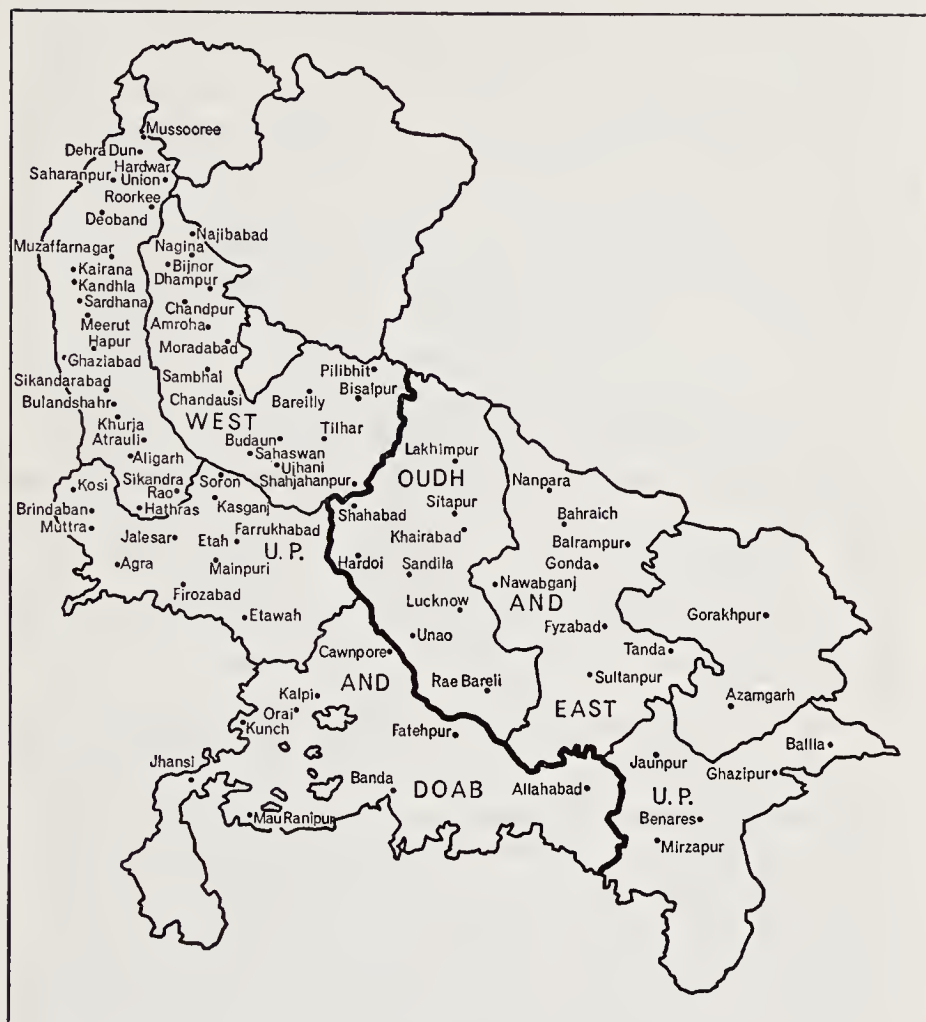 Mussooree
Dehra Dun
Hardwar
Saharanpur
Union
Roorkee
Deoband
Najibabad
Muzaffarnagar
Nagina
Bijnor
Kairana
Dhampur
Kandhla
Sardhana
Chandpur
Meerut
Amroha
Hapur
Moradabad
Ghaziabad
Pilibhit
Sambhal
Sikandarabad
Bisalpur
Chandausi
Bareilly
Bulandshahr
WEST
Khurja
Tilhar
Atrauli
Budaun
Lakhimpur
Sahaswan
Aligarh
Ujhani
OUDH
Sikandra
Soron
Shahjahanpur
Kosi
Rao
Nanpara
Sitapur
Brindaban
Hathras
Kasganj
Shahabad
Muttra
Farrukhabad
Bahraich
Khairabad
Jalesar
Etah
U.P.
Balrampur
Agra
Mainpuri
Hardoi
Sandila
Gonda
Nawabganj
Firozabad
Lucknow
AND
Gorakhpur
Etawah
Fyzabad
Unao
Cawnpore
Tanda
AND
Rae Bareli
Sultanpur
Kalpi
Orai
EAST
Azamgarh
Kunch
Fatehpur
Ballla
Jaunpur
Jhansi
Ghazipur
Banda
DOAB
Allahabad
U.P.
Mau Ranipur
Benares
Mirzapur